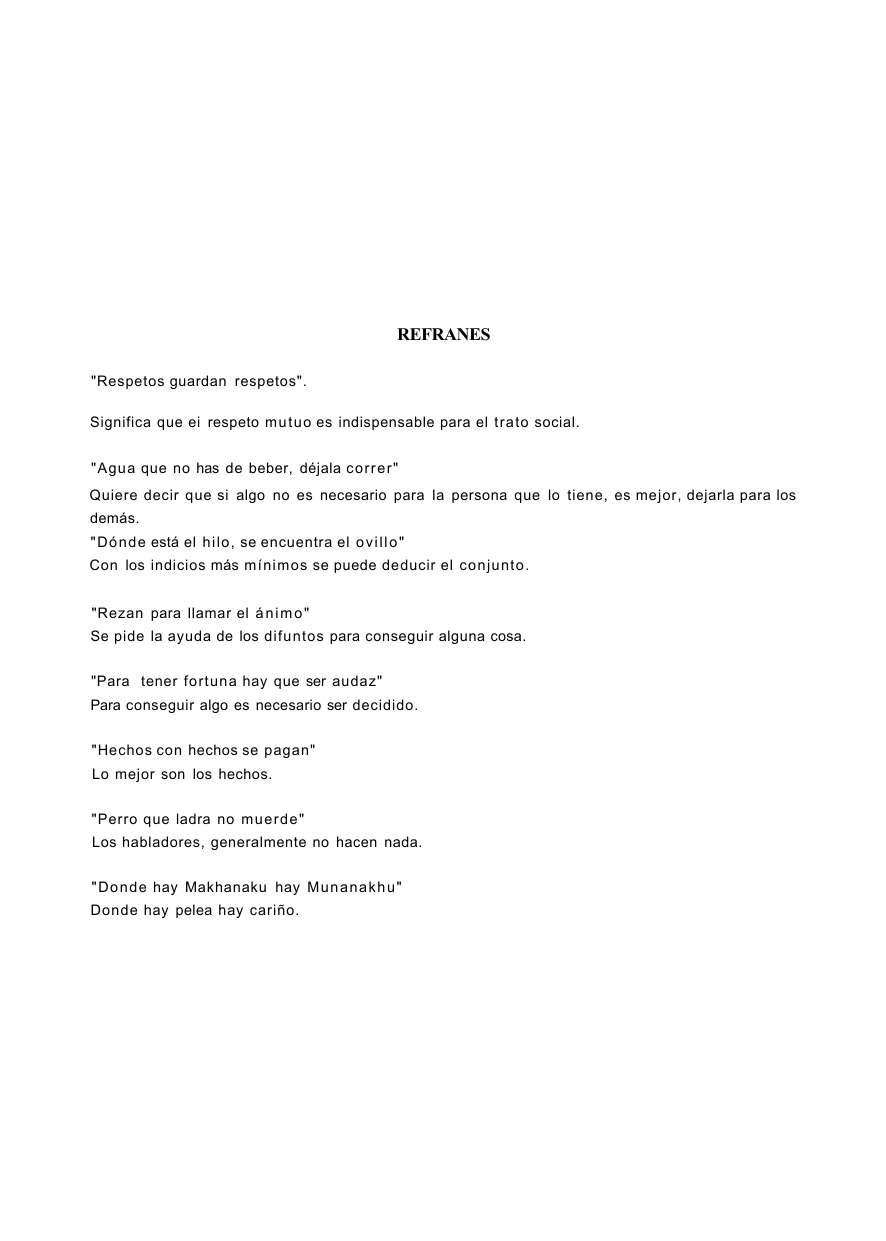 REFRANES
"Respetos guardan respetos".
Significa que ei respeto mutuo es indispensable para el trato social.
"Agua que no has de beber, déjala correr"
Quiere decir que si algo no es necesario para la persona que lo tiene, es mejor, dejarla para los
demás.
"Dónde está el hilo, se encuentra el ovillo"
Con los indicios más mínimos se puede deducir el conjunto.
"Rezan para llamar el ánimo"
Se pide la ayuda de los difuntos para conseguir alguna cosa.
"Para tener fortuna hay que ser audaz"
Para conseguir algo es necesario ser decidido.
"Hechos con hechos se pagan"
Lo mejor son los hechos.
"Perro que ladra no muerde"
Los habladores, generalmente no hacen nada.
"Donde hay Makhanaku hay Munanakhu"
Donde hay pelea hay cariño.